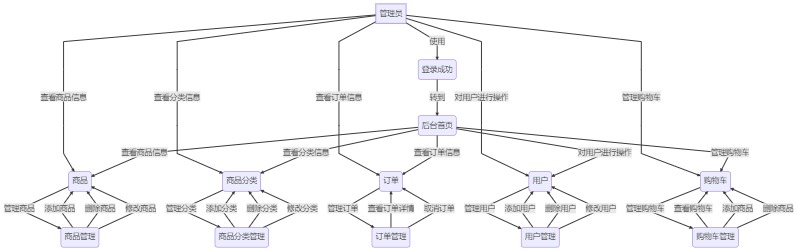 管理员
使用
登录成功
查看商品信息
查看分类信息
查看订单信息
转到
对用户进行操作
管理购物车
后台首页
查看商品信息
查看分类信息
查看订单信息
对用户进行操作
管理购物车
商品
商品分类
订单
用户
购物车
管理商品
添加商品
删除商品
修改商品
管理分类
添加分类
删除分类
修改分类
管理订单
查看订单详情
取消订单
管理用户
添加用户
删除用户
修改用户
管理购物车
查看购物车
添加商品
删除商品
商品管理
商品分类管理
订单管理
用户管理
购物车管理